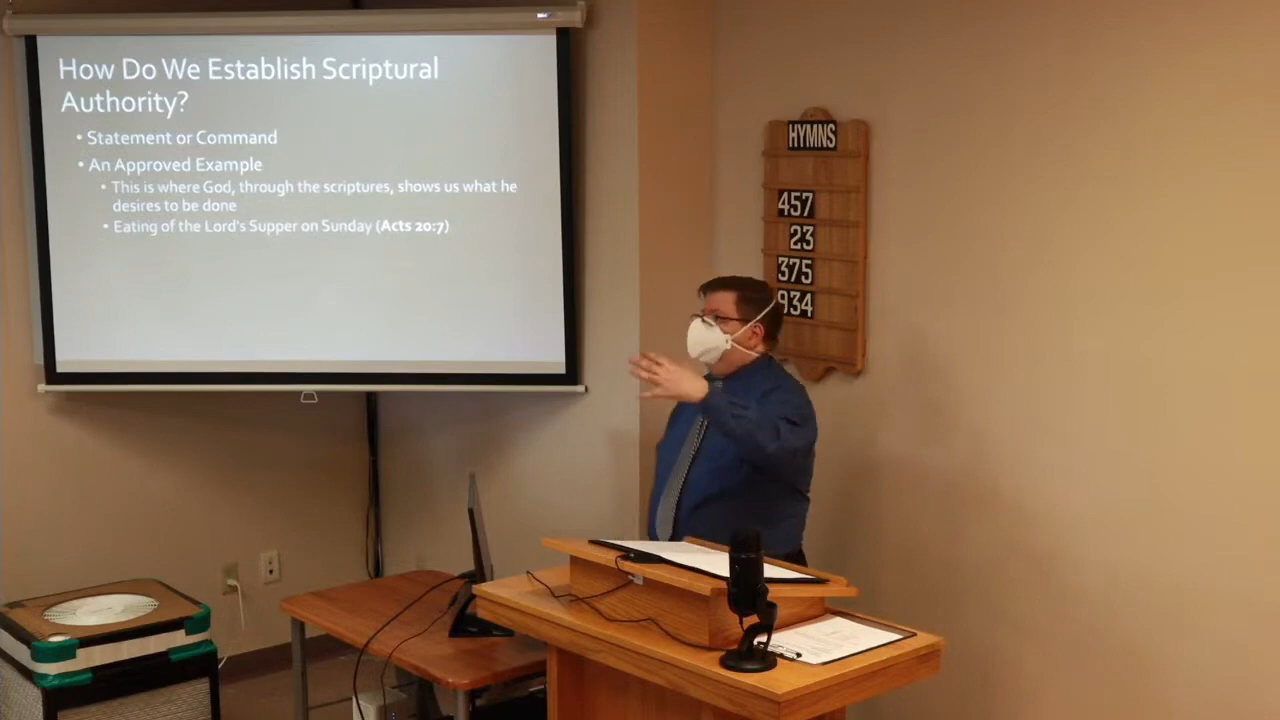 How Do We Establish Scriptural
Authority?
• Statement or Command
• An Approved Example
• This is where God, through the scriptures, shows us what he
desires to be done
• Eating of the Lord's Supper on Sunday (Acts 20:7)
HYMNS
457
23
375
934